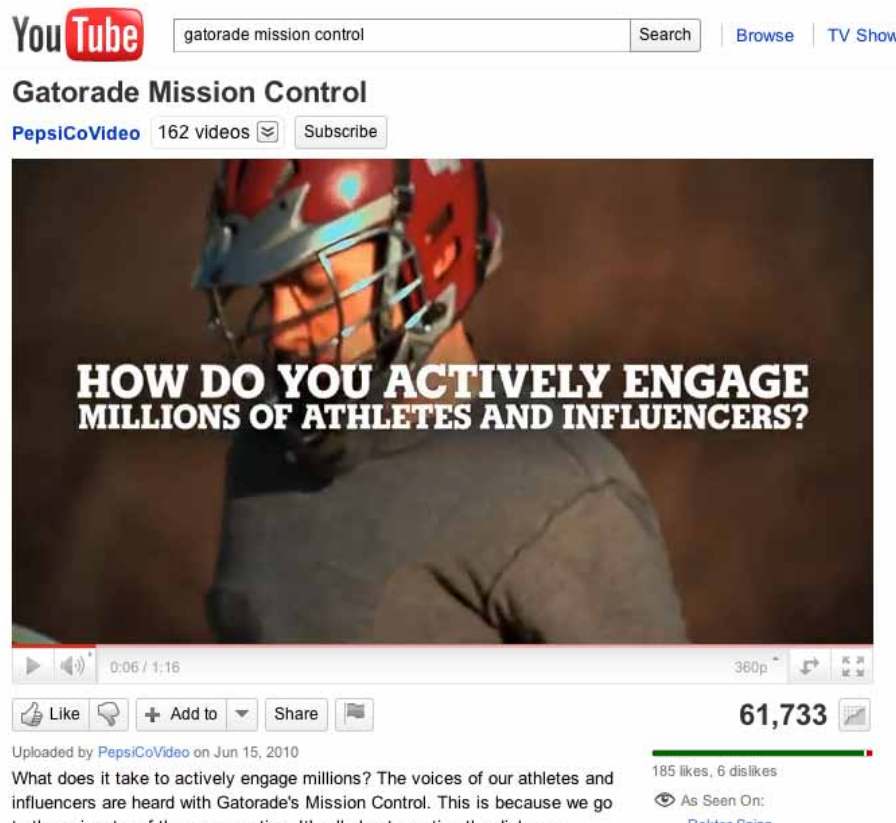 YouTube
gatorade mission control
Search
Browse
TV Show
Gatorade Mission Control
PepsiCoVideo
162 videos
Subscribe
HOW DO YOU ACTIVELY ENGAGE
MILLIONS OF ATHLETES AND INFLUENCERS?
0:06 / 1:16
360p
Like
Add to
Share
61,733
Uploaded by PepsiCoVideo on Jun 15, 2010
185 likes, 6 dislikes
What does it take to actively engage millions? The voices of our athletes and
influencers are heard with Gatorade's Mission Control. This is because we go
As Seen On: